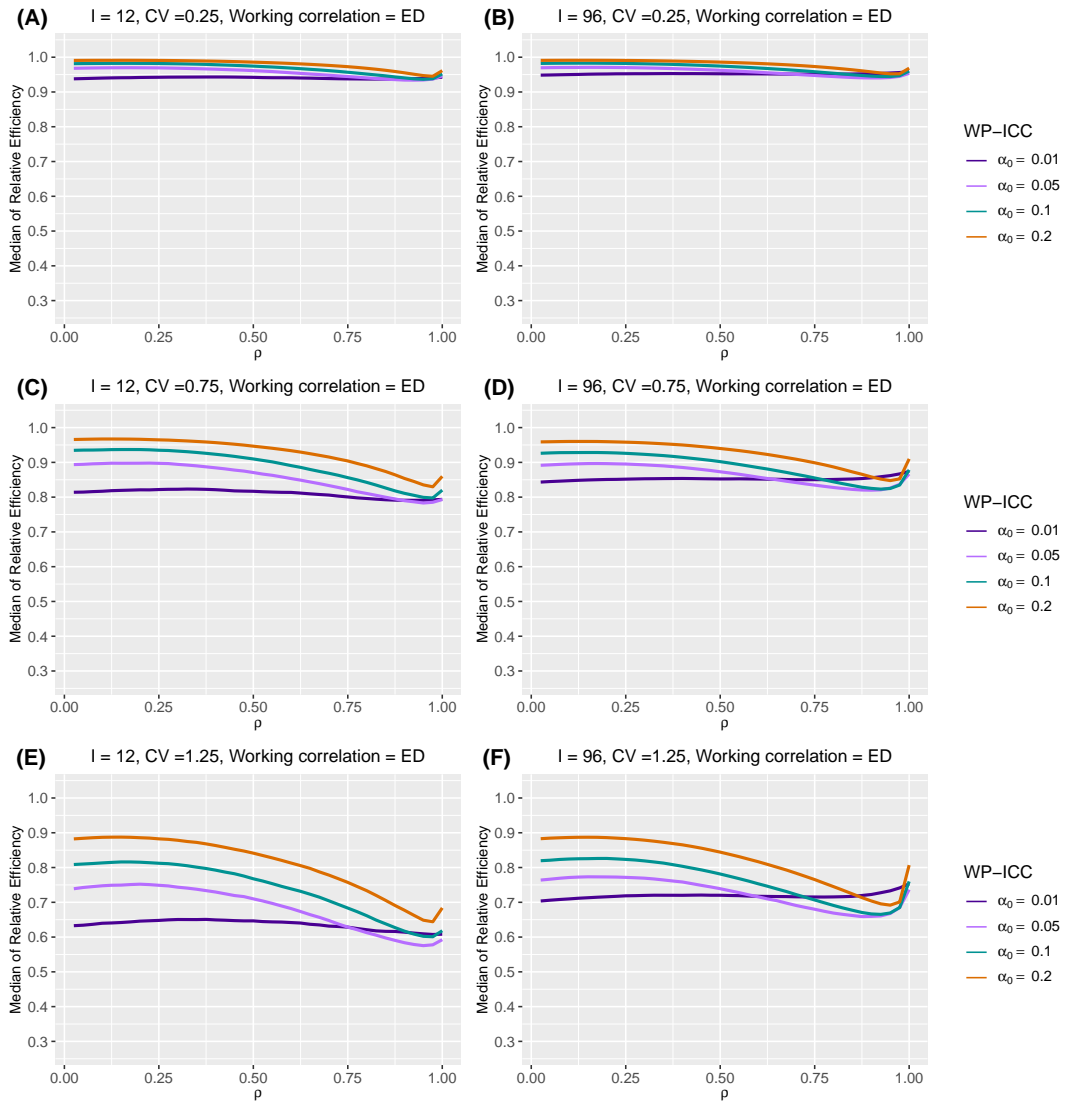 (A) I = 12, CV =0.25, Working correlation = ED
Median of Relative Efficiency
1.0
0.9
0.8
0.7
0.6
0.5
0.4
0.3
0.00 0.25 0.50 0.75 1.00
ρ
(B) I = 96, CV =0.25, Working correlation = ED
Median of Relative Efficiency
1.0
0.9
0.8
0.7
0.6
0.5
0.4
0.3
0.00 0.25 0.50 0.75 1.00
ρ
WP−ICC
α₀ = 0.01
α₀ = 0.05
α₀ = 0.1
α₀ = 0.2
(C) I = 12, CV =0.75, Working correlation = ED
Median of Relative Efficiency
1.0
0.9
0.8
0.7
0.6
0.5
0.4
0.3
0.00 0.25 0.50 0.75 1.00
ρ
(D) I = 96, CV =0.75, Working correlation = ED
Median of Relative Efficiency
1.0
0.9
0.8
0.7
0.6
0.5
0.4
0.3
0.00 0.25 0.50 0.75 1.00
ρ
WP−ICC
α₀ = 0.01
α₀ = 0.05
α₀ = 0.1
α₀ = 0.2
(E) I = 12, CV =1.25, Working correlation = ED
Median of Relative Efficiency
1.0
0.9
0.8
0.7
0.6
0.5
0.4
0.3
0.00 0.25 0.50 0.75 1.00
ρ
(F) I = 96, CV =1.25, Working correlation = ED
Median of Relative Efficiency
1.0
0.9
0.8
0.7
0.6
0.5
0.4
0.3
0.00 0.25 0.50 0.75 1.00
ρ
WP−ICC
α₀ = 0.01
α₀ = 0.05
α₀ = 0.1
α₀ = 0.2